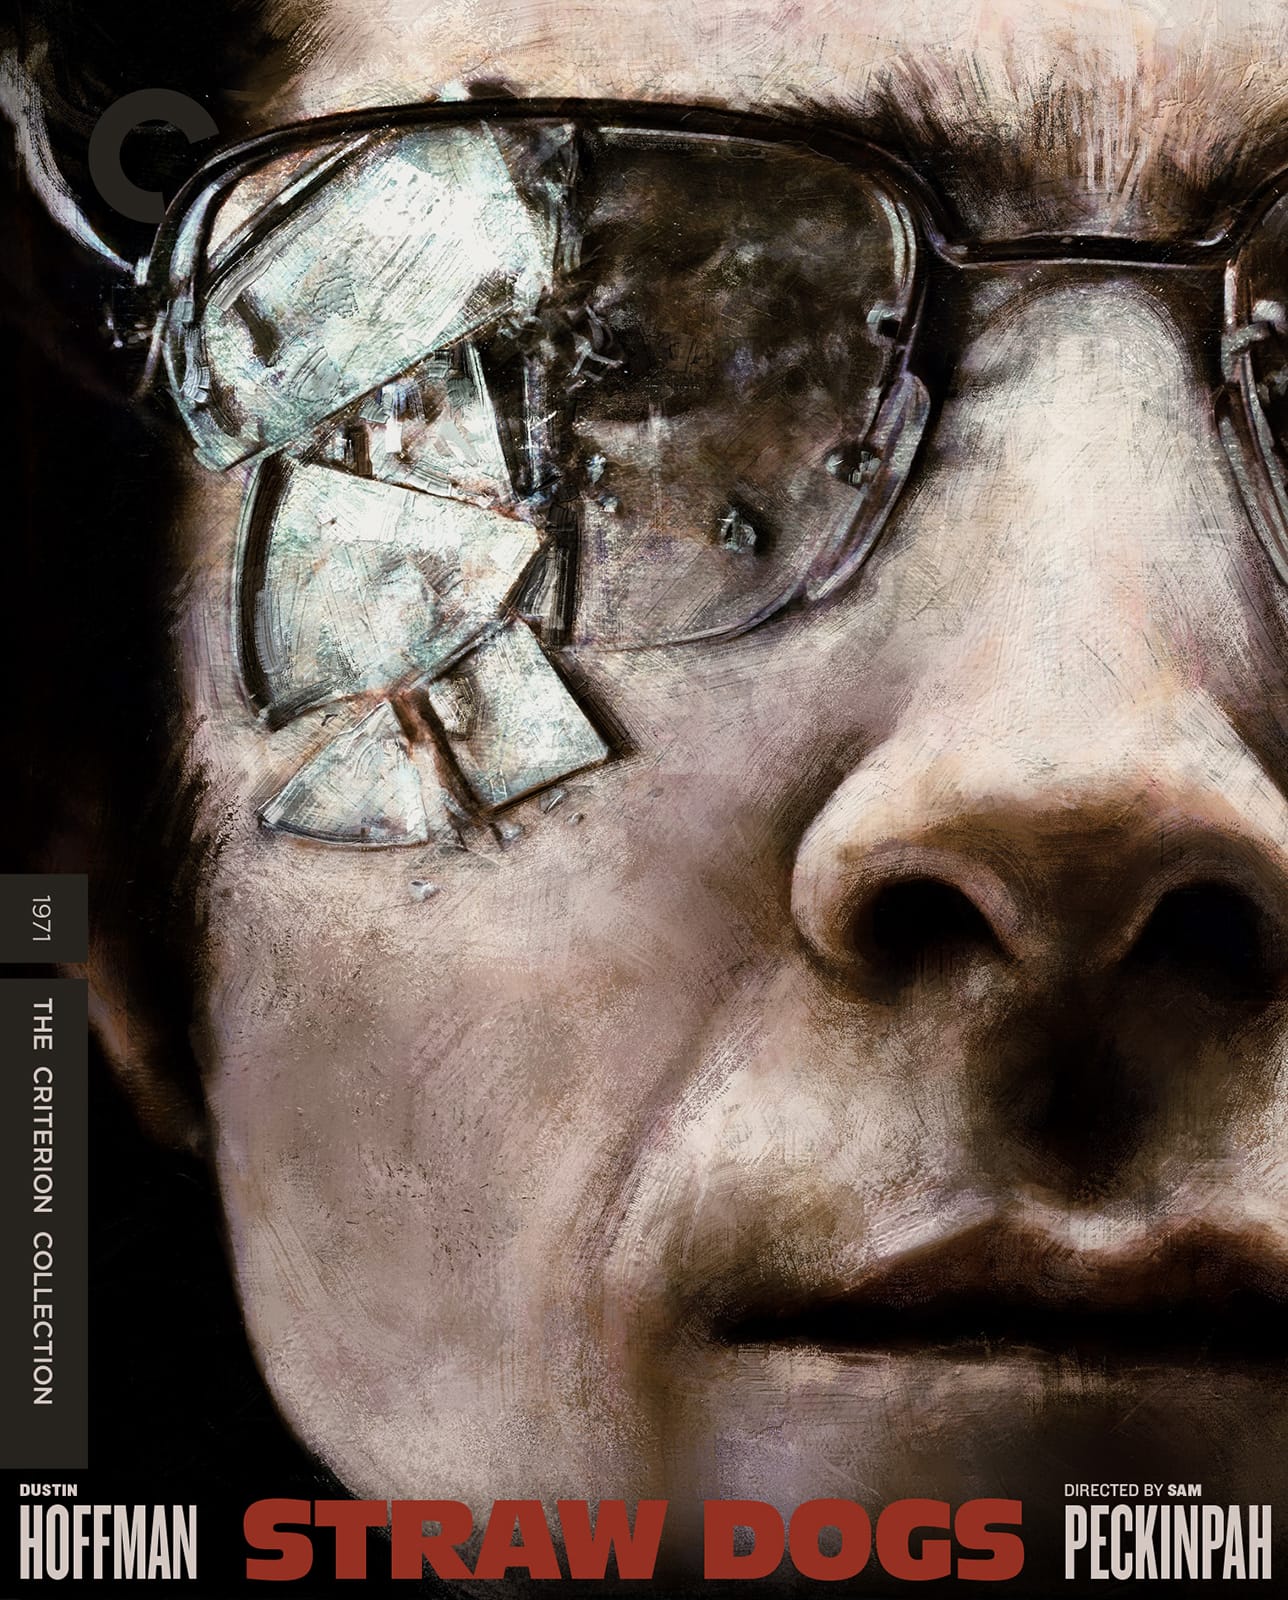 1971
THE CRITERION COLLECTION
DUSTIN
HOFFMAN
STRAW DOGS
DIRECTED BY SAM
PECKINPAH